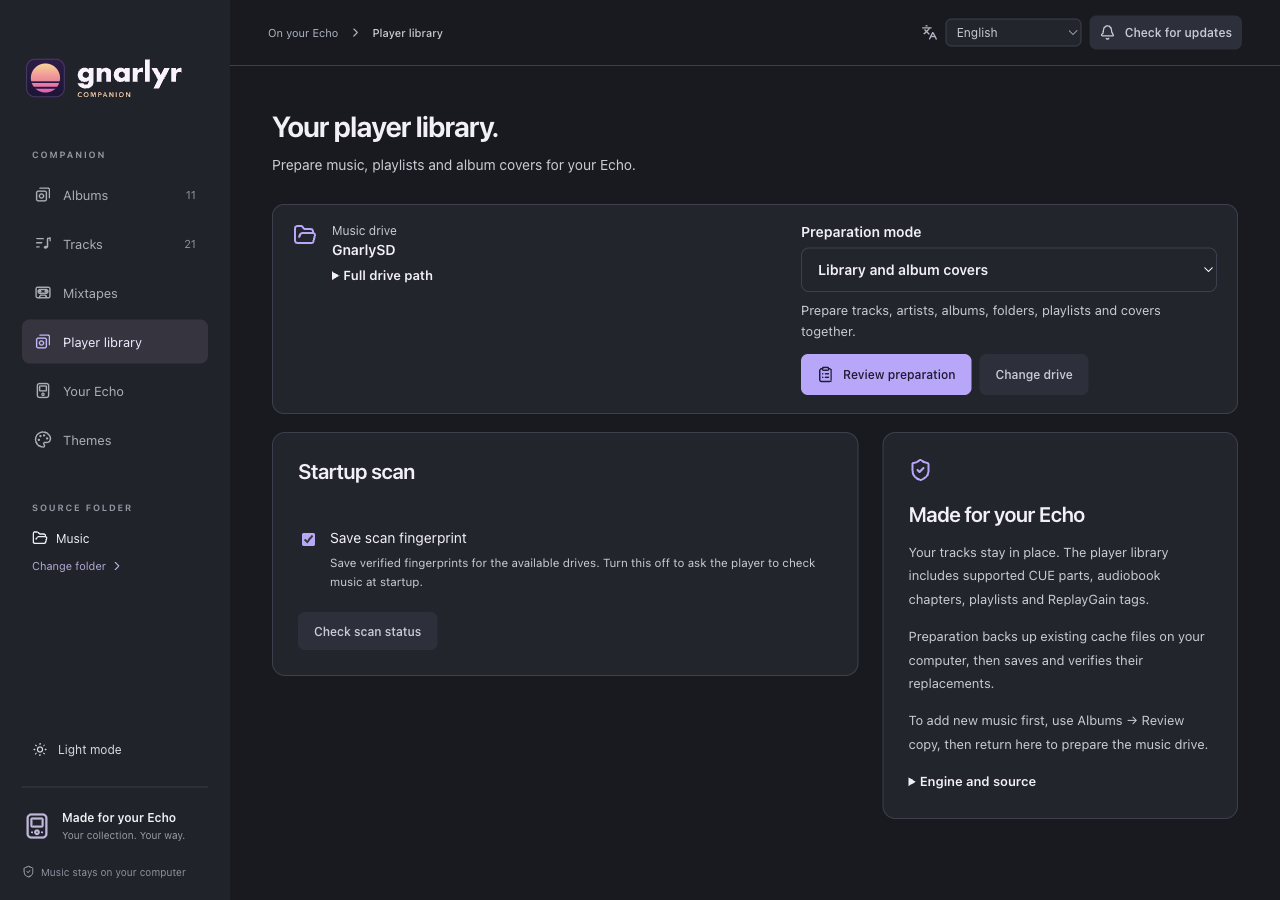 gnarlyr
COMPANION
COMPANION
Albums 11
Tracks 21
Mixtapes
Player library
Your Echo
Themes
SOURCE FOLDER
Music
Change folder
Light mode
Made for your Echo
Your collection. Your way.
Music stays on your computer
On your Echo > Player library
English
Check for updates
Your player library.
Prepare music, playlists and album covers for your Echo.
Music drive
GnarlySD
Full drive path
Preparation mode
Library and album covers
Prepare tracks, artists, albums, folders, playlists and covers
together.
Review preparation
Change drive
Startup scan
Save scan fingerprint
Save verified fingerprints for the available drives. Turn this off to ask the player to check
music at startup.
Check scan status
Made for your Echo
Your tracks stay in place. The player library
includes supported CUE parts, audiobook
chapters, playlists and ReplayGain tags.
Preparation backs up existing cache files on your
computer, then saves and verifies their
replacements.
To add new music first, use Albums → Review
copy, then return here to prepare the music drive.
Engine and source